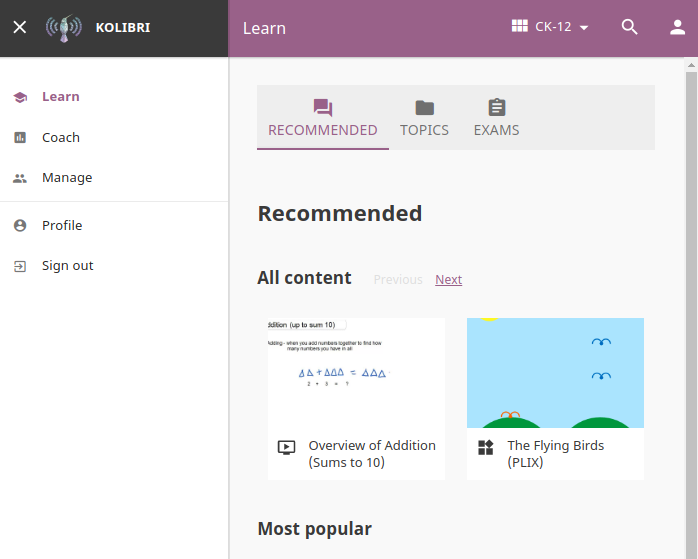 KOLIBRI
Learn
CK-12
Learn
Coach
Manage
Profile
Sign out
RECOMMENDED
TOPICS
EXAMS
Recommended
All content
Previous
Next
ddition (up to sum 10)
Adding - when you add numbers together to find how
many numbers you have in all
2 + 3 = ?
Overview of Addition
(Sums to 10)
The Flying Birds
(PLIX)
Most popular